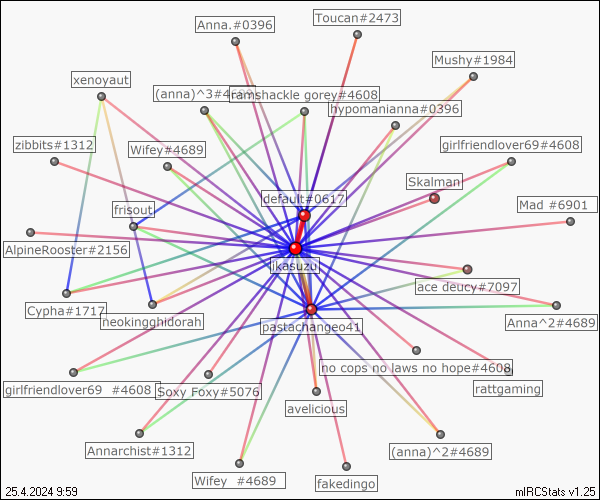 Anna.#0396
Toucan#2473
Mushy#1984
xenoyaut
(anna)^3#4689
ramshackle gorey#4608
hypomanianna#0396
zibbits#1312
Wifey#4689
girlfriendlover69#4608
Skalman
default#0617
frisout
Mad #6901
AlpineRooster#2156
ikasuzu
ace deucy#7097
Cypha#1717
neokingghidorah
pastachangeo41
Anna^2#4689
no cops no laws no hope#4608
girlfriendlover69 #4608
Soxy Foxy#5076
rattgaming
avelicious
Annarchist#1312
(anna)^2#4689
Wifey #4689
fakedingo
25.4.2024 9:59
mIRCStats v1.25